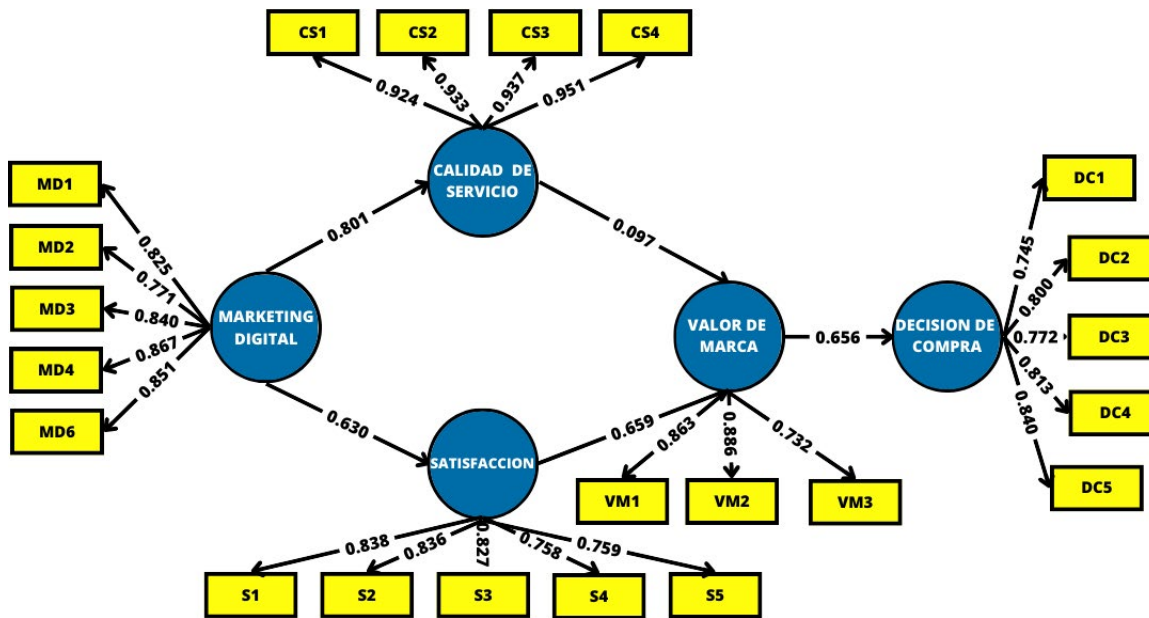 CS1
CS2
CS3
CS4
0.924
0.933
0.937
0.951
CALIDAD DE
SERVICIO
MD1
MD2
MD3
MD4
MD6
0.825
0.771
0.840
0.867
0.851
MARKETING
DIGITAL
0.801
0.630
0.097
SATISFACCION
0.659
VALOR DE
MARCA
0.656
DECISION DE
COMPRA
0.745
0.800
0.772
0.813
0.840
DC1
DC2
DC3
DC4
DC5
0.863
0.886
0.732
VM1
VM2
VM3
0.838
0.836
0.827
0.758
0.759
S1
S2
S3
S4
S5